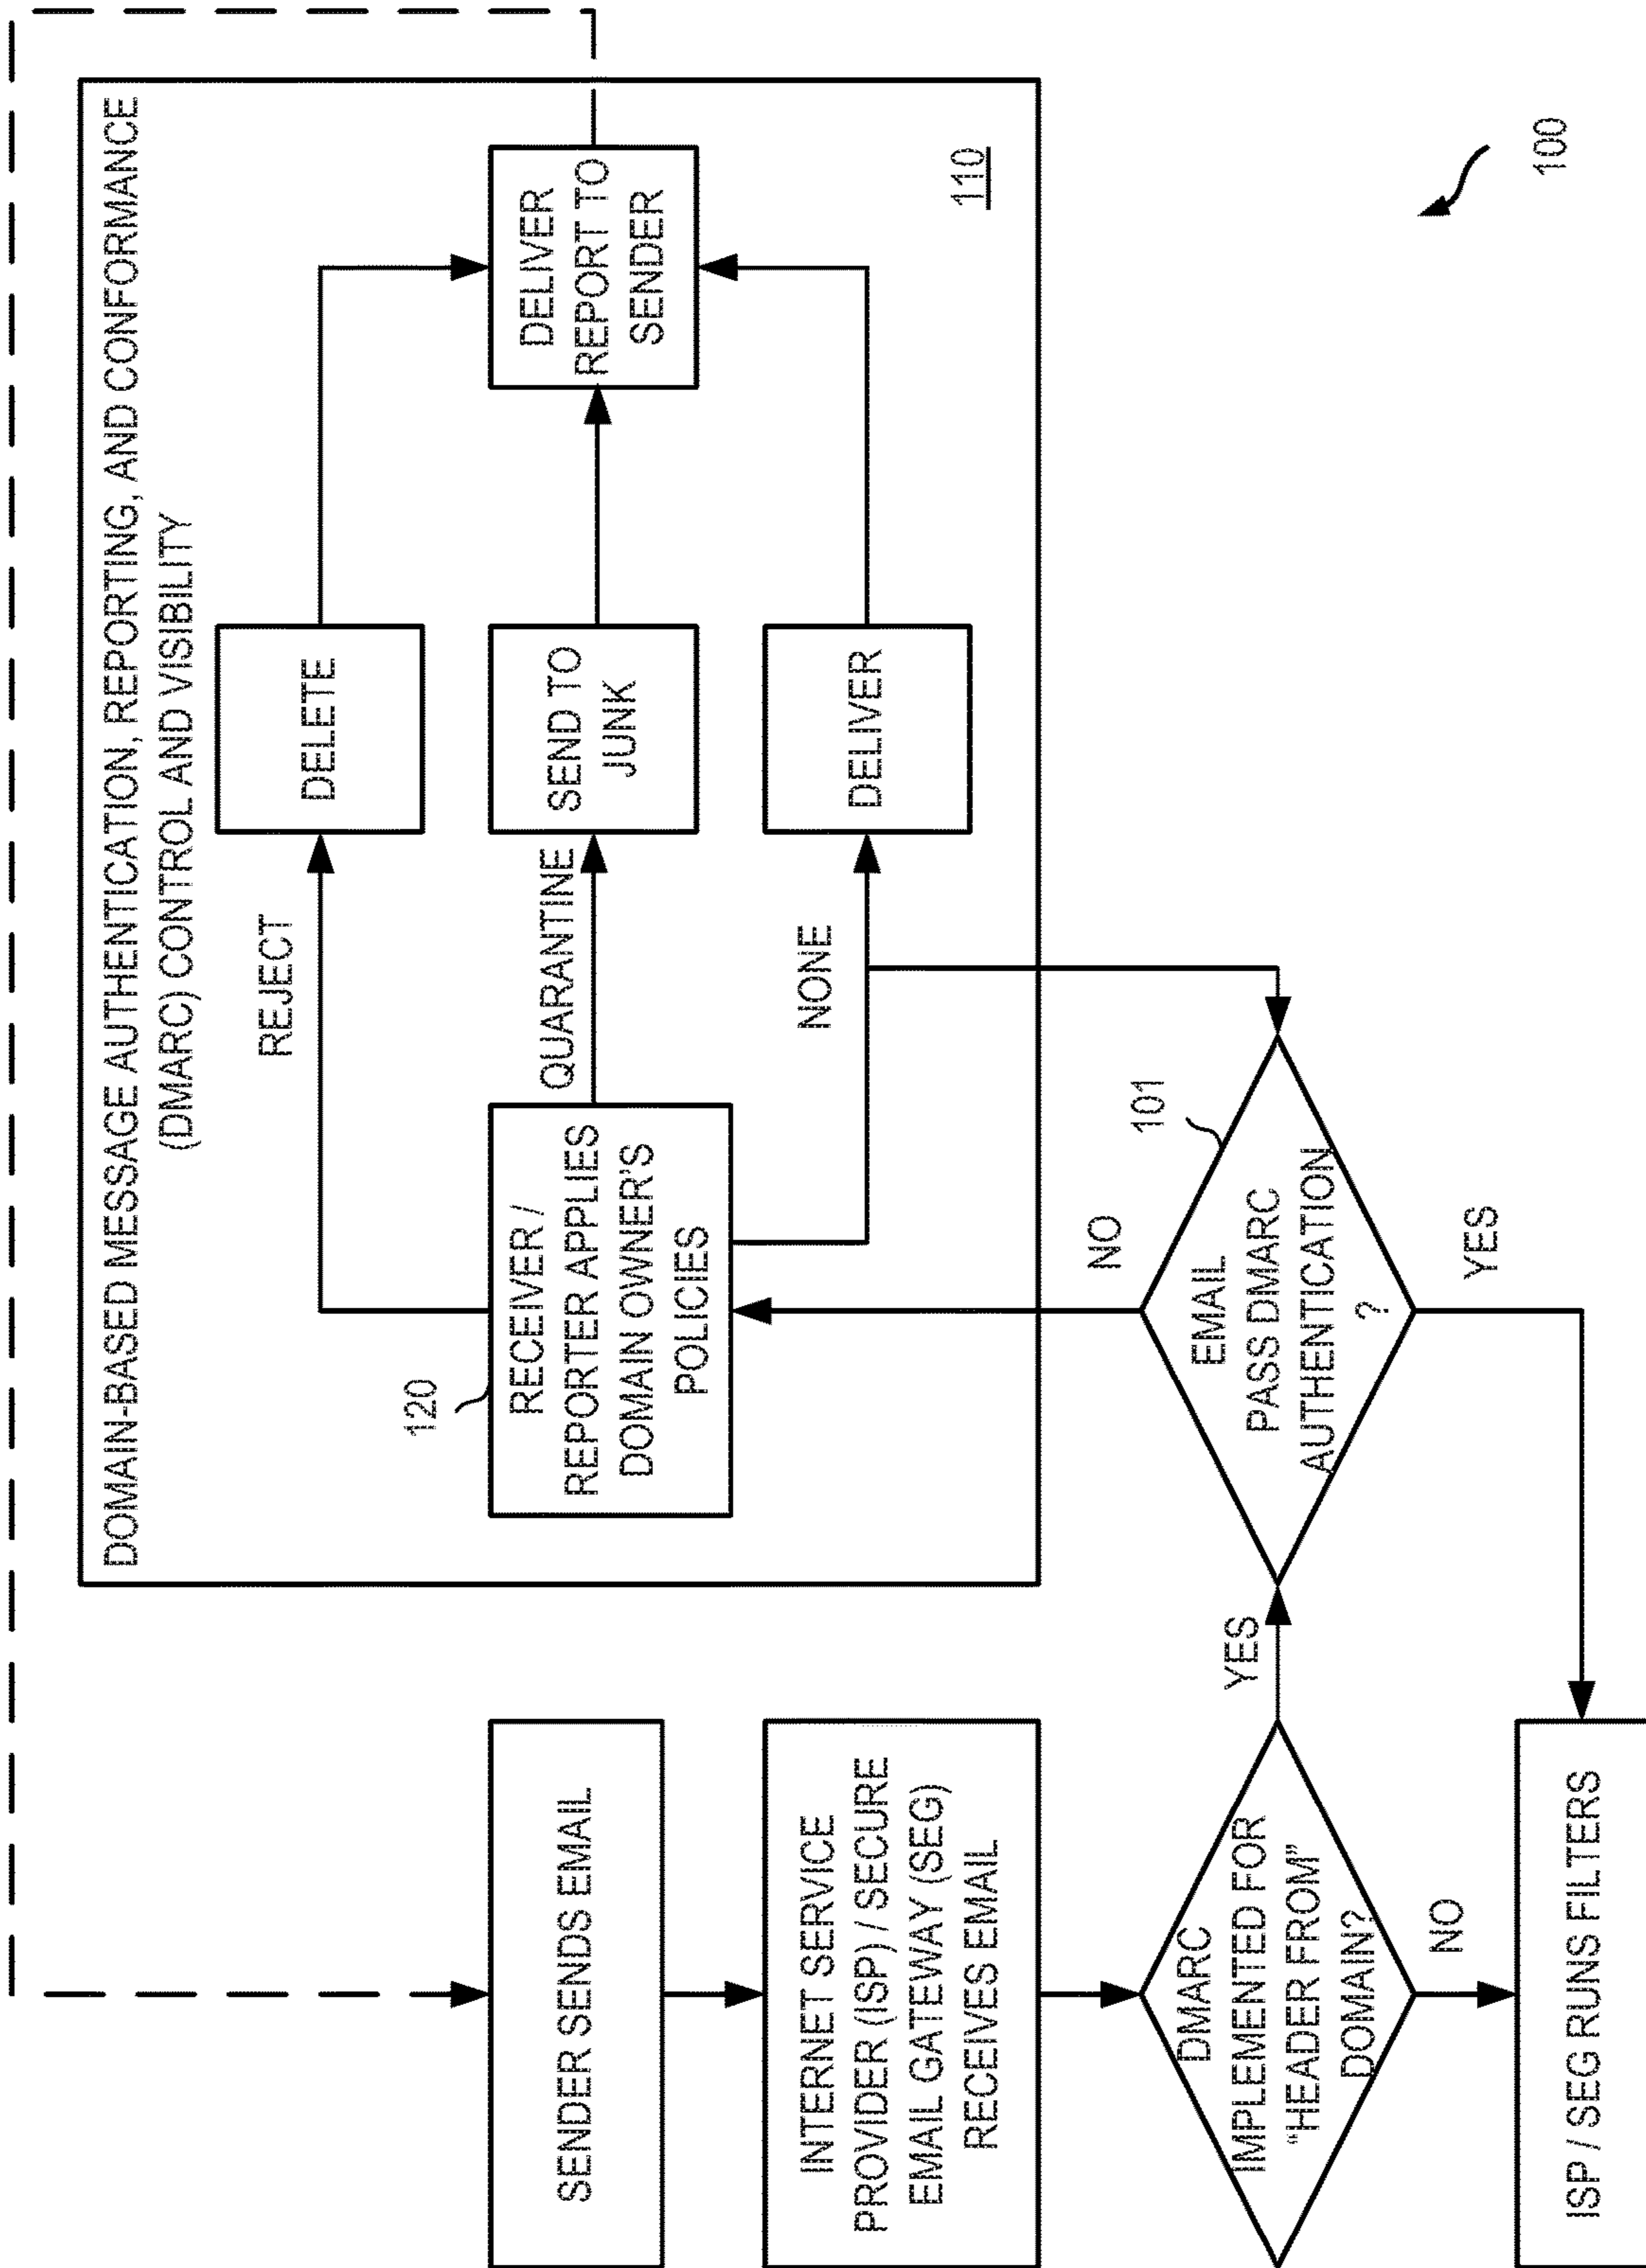 DOMAIN-BASED MESSAGE AUTHENTICATION, REPORTING, AND CONFORMANCE
(DMARC) CONTROL AND VISIBILITY
REJECT
DELETE
120
RECEIVER /
REPORTER APPLIES
DOMAIN OWNER'S
POLICIES
QUARANTINE
SEND TO
JUNK
DELIVER
REPORT TO
SENDER
NONE
DELIVER
110
SENDER SENDS EMAIL
INTERNET SERVICE
PROVIDER (ISP) / SECURE
EMAIL GATEWAY (SEG)
RECEIVES EMAIL
DMARC
IMPLEMENTED FOR
“HEADER FROM”
DOMAIN?
YES
NO
101
EMAIL
PASS DMARC
AUTHENTICATION
?
NO
YES
ISP / SEG RUNS FILTERS
100